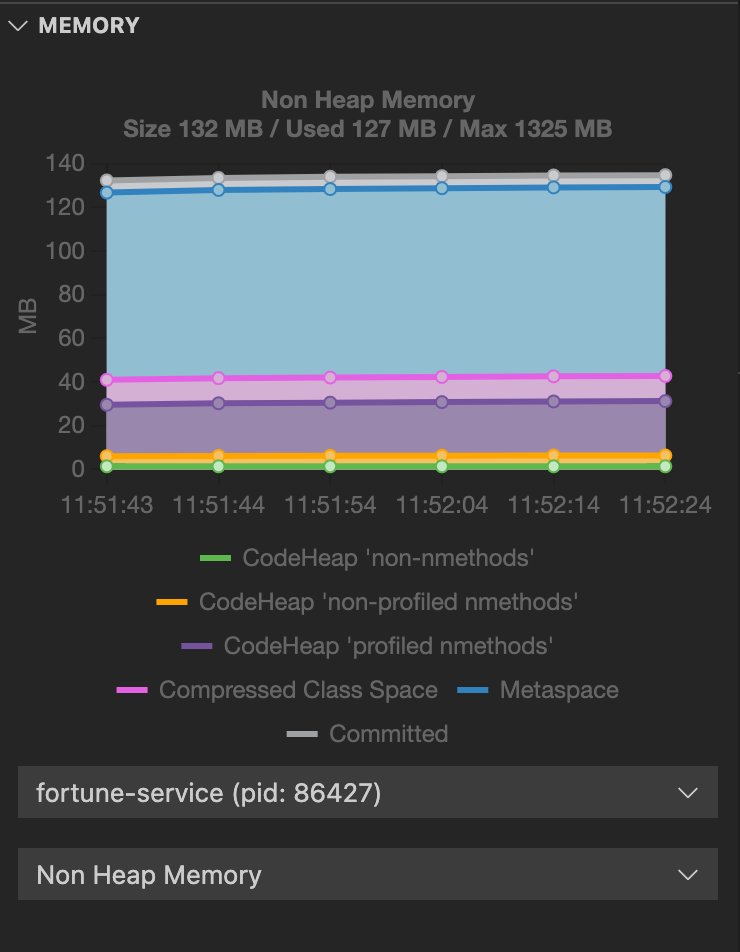 MEMORY
Non Heap Memory
Size 132 MB / Used 127 MB / Max 1325 MB
140
120
100
80
60
40
20
0
MB
11:51:43 11:51:44 11:51:54 11:52:04 11:52:14 11:52:24
CodeHeap 'non-nmethods'
CodeHeap 'non-profiled nmethods'
CodeHeap 'profiled nmethods'
Compressed Class Space Metaspace
Committed
fortune-service (pid: 86427)
Non Heap Memory